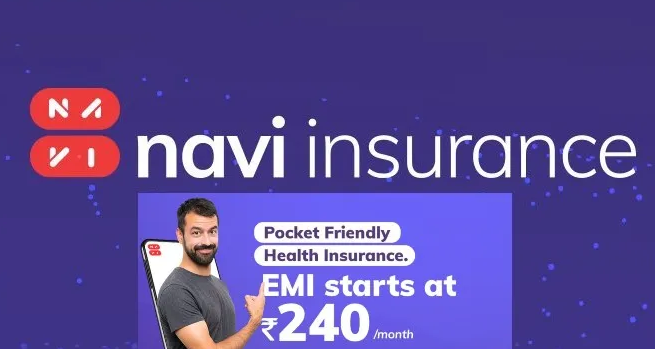 NA
VI
navi insurance
Pocket Friendly
Health Insurance.
EMI starts at
₹240 /month